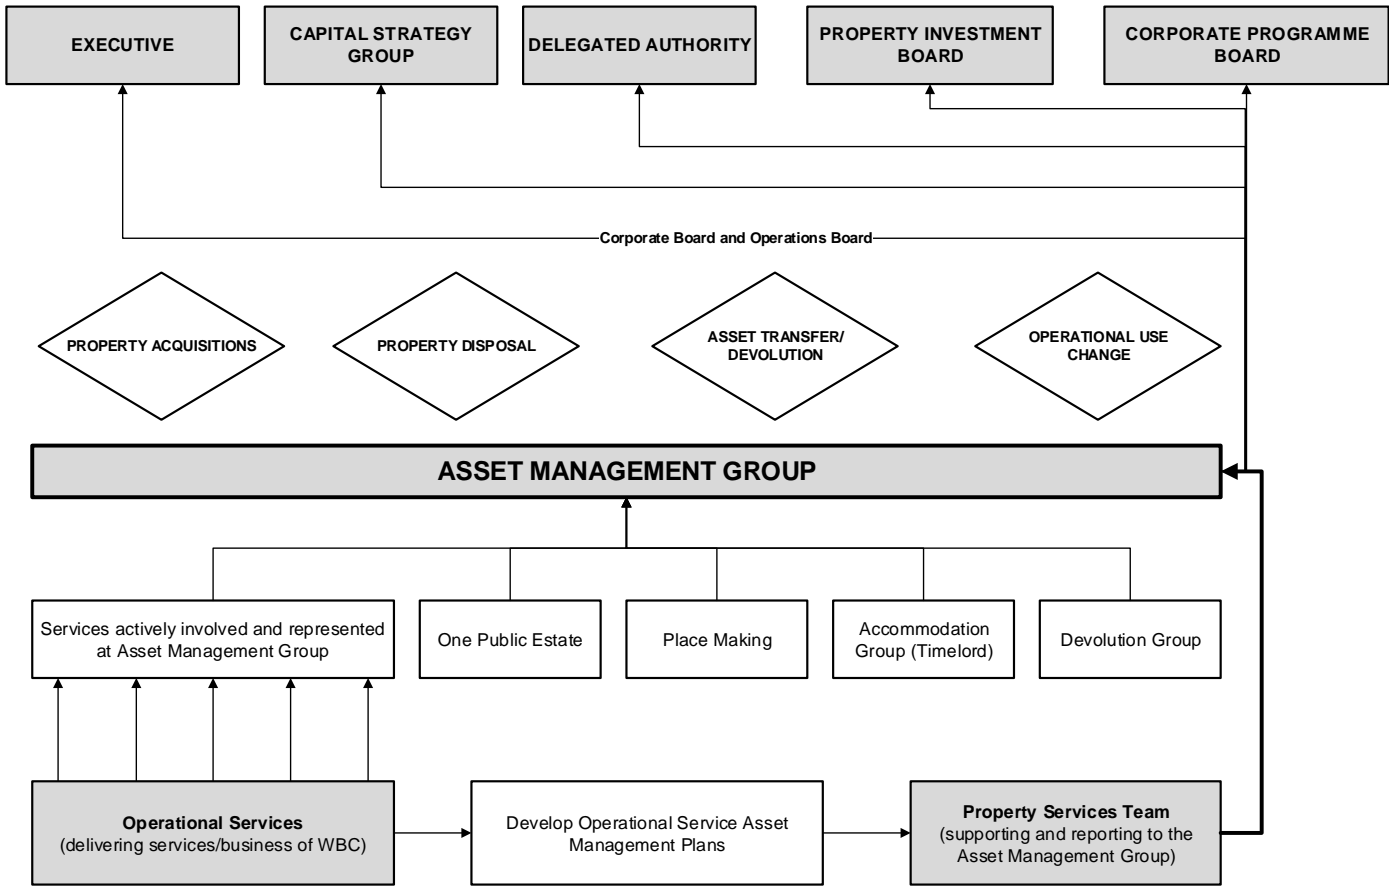 EXECUTIVE
CAPITAL STRATEGY
GROUP
DELEGATED AUTHORITY
PROPERTY INVESTMENT
BOARD
CORPORATE PROGRAMME
BOARD
Corporate Board and Operations Board
PROPERTY ACQUISITIONS
PROPERTY DISPOSAL
ASSET TRANSFER/
DEVOLUTION
OPERATIONAL USE
CHANGE
ASSET MANAGEMENT GROUP
Services actively involved and represented
at Asset Management Group
One Public Estate
Place Making
Accommodation
Group (Timelord)
Devolution Group
Operational Services
(delivering services/business of WBC)
Develop Operational Service Asset
Management Plans
Property Services Team
(supporting and reporting to the
Asset Management Group)